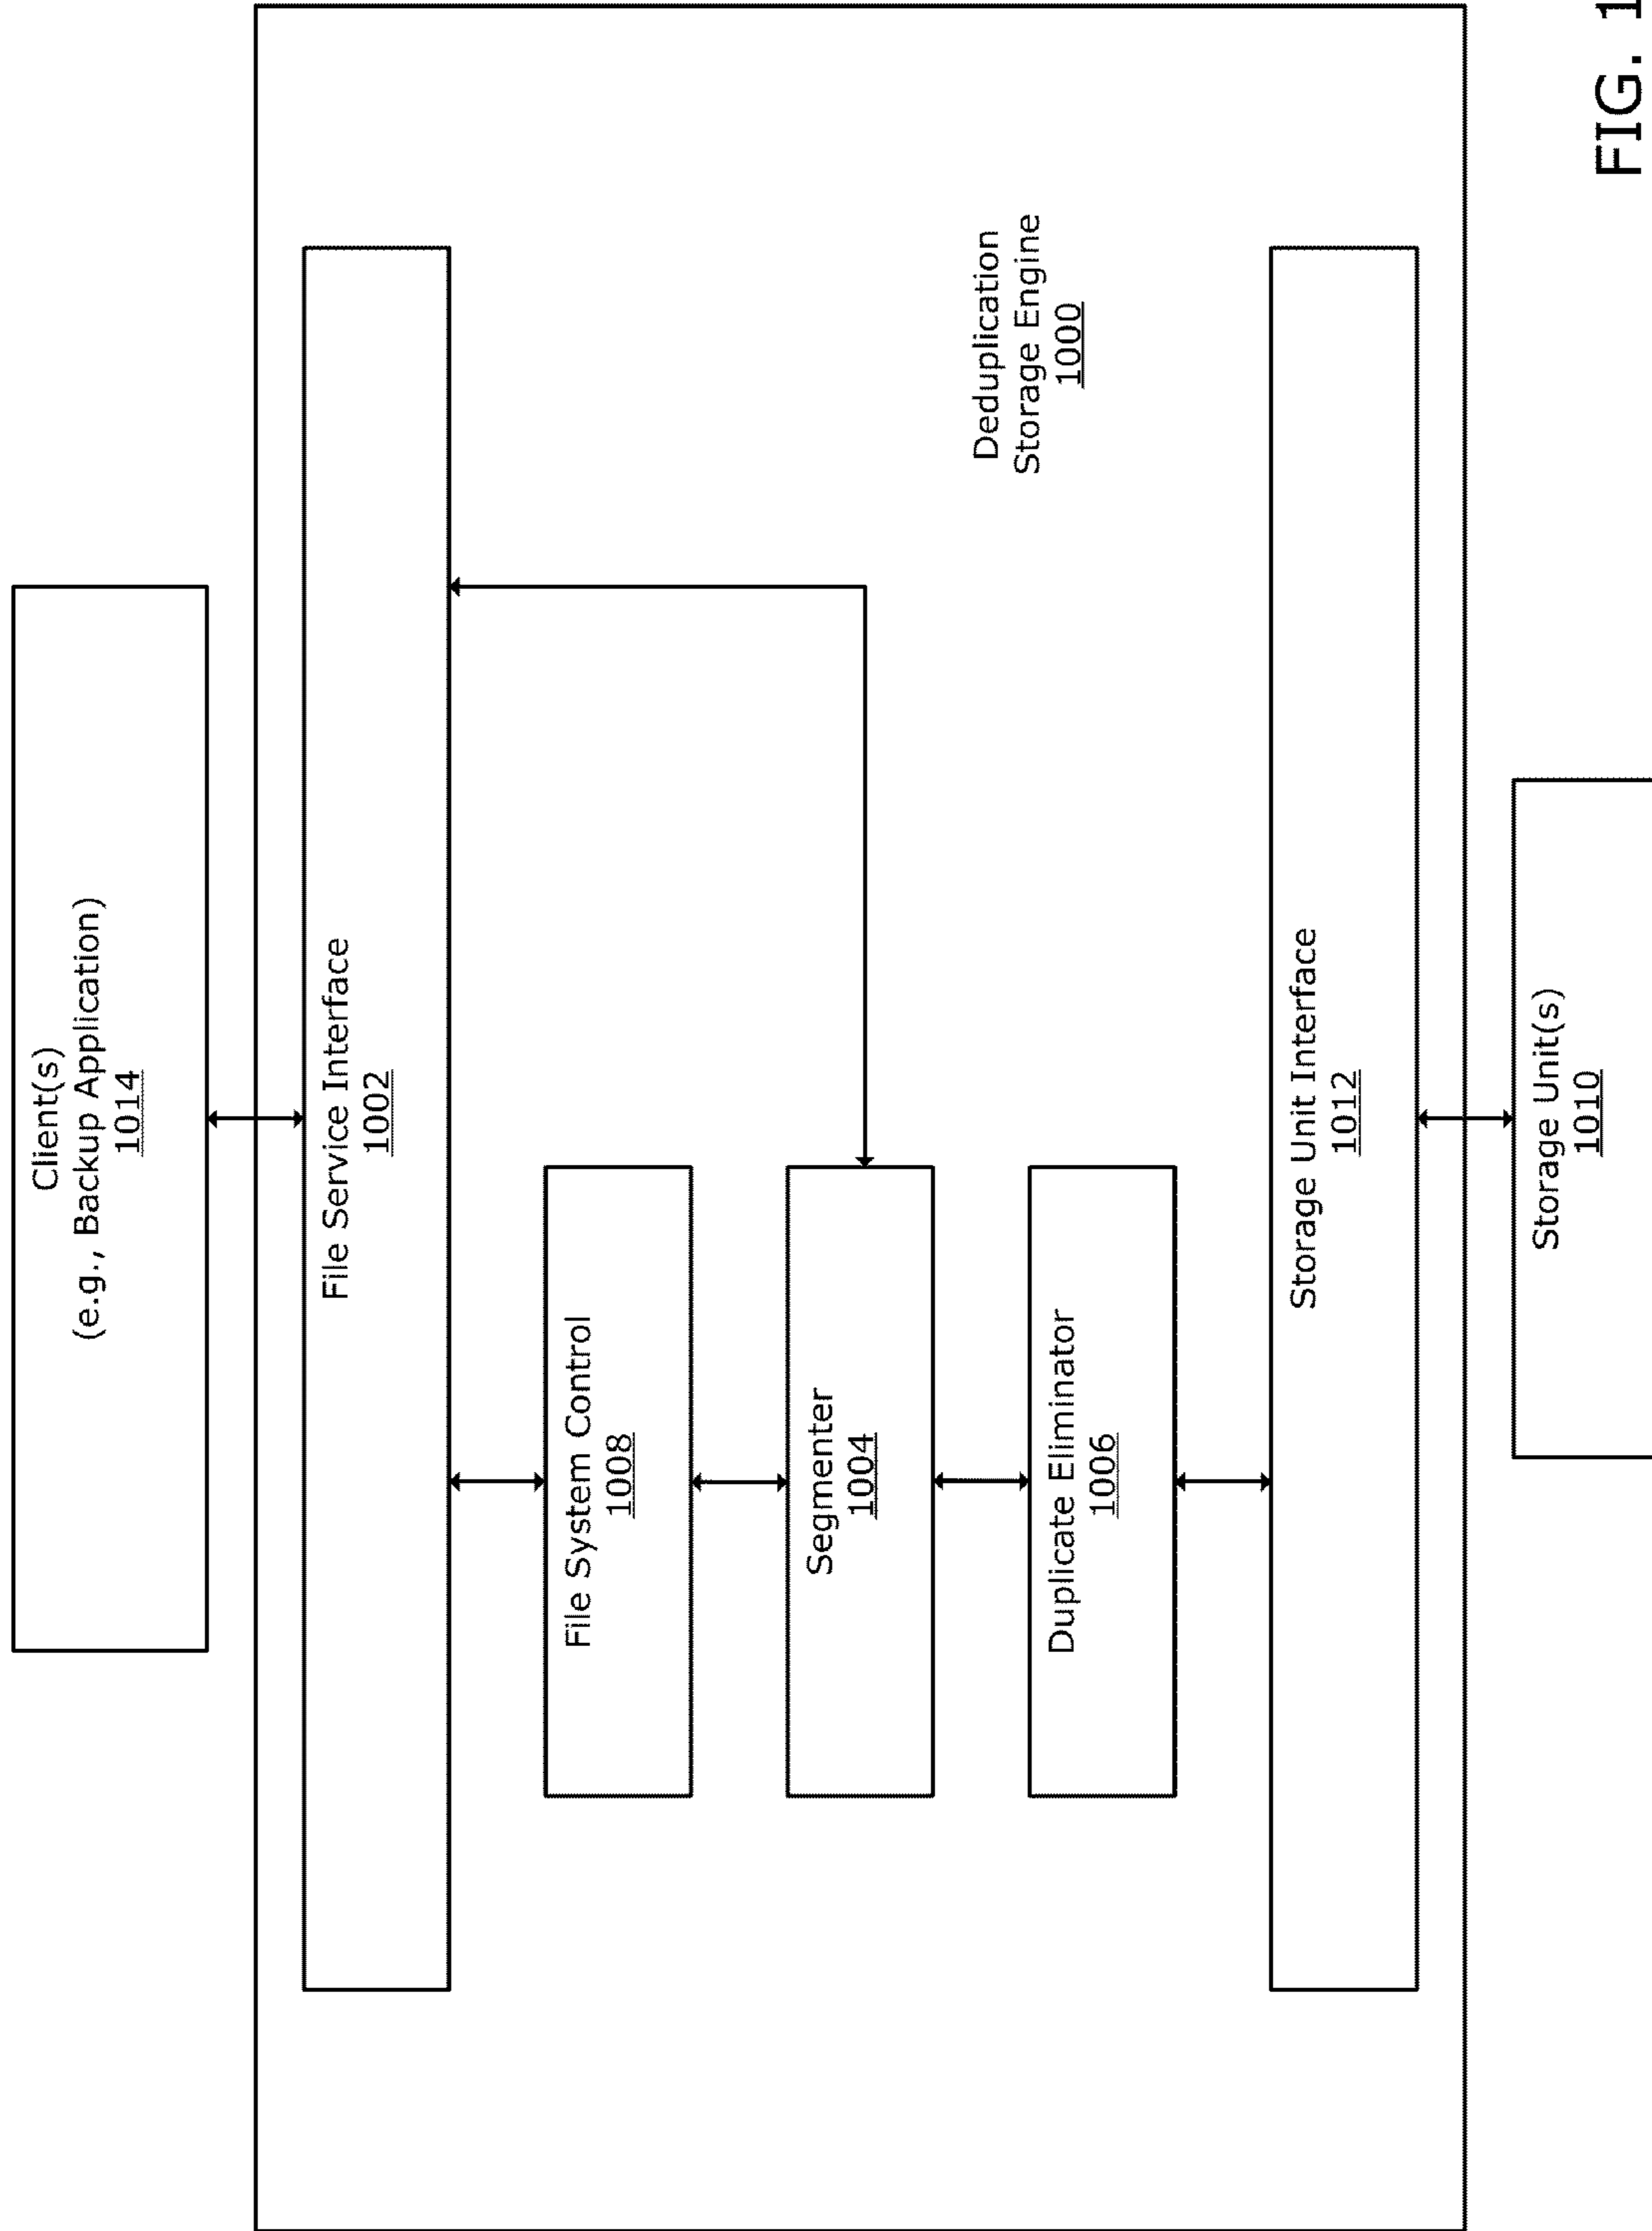 Client(s)
(e.g., Backup Application)
1014
File Service Interface
1002
File System Control
1008
Segmenter
1004
Duplicate Eliminator
1006
Deduplication
Storage Engine
1000
Storage Unit Interface
1012
Storage Unit(s)
1010
FIG. 1